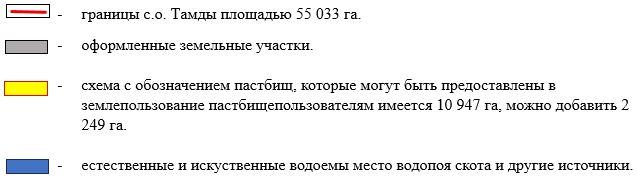 - границы с.о. Тамды площадью 55 033 га.
- оформленные земельные участки.
- схема с обозначением пастбищ, которые могут быть предоставлены в
землепользование пастбищепользователям имеется 10 947 га, можно добавить 2
249 га.
- естественные и искуственные водоемы место водопоя скота и другие источники.